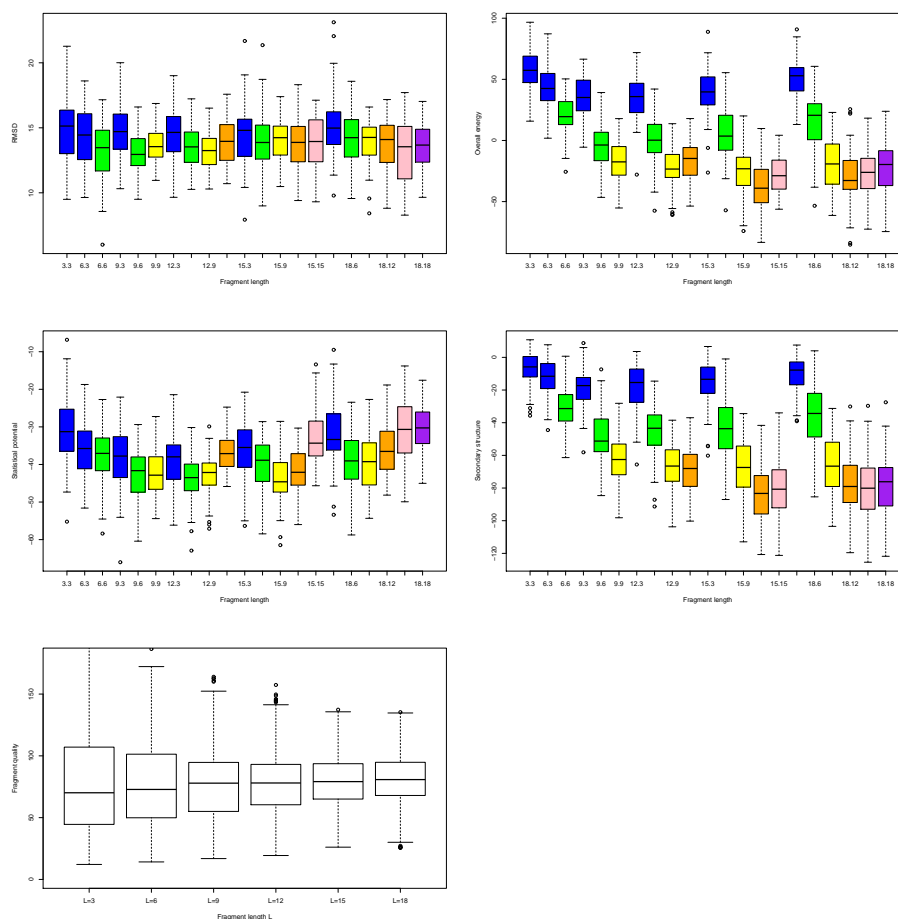 RMSD
20
15
10
3.3 6.3 6.6 9.3 9.6 9.9 12.3 12.9 15.3 15.9 15.15 18.6 18.12 18.18
Fragment length
Overall energy
100
50
0
-50
3.3 6.3 6.6 9.3 9.6 9.9 12.3 12.9 15.3 15.9 15.15 18.6 18.12 18.18
Fragment length
Statistical potential
-10
-20
-30
-40
-50
-60
3.3 6.3 6.6 9.3 9.6 9.9 12.3 12.9 15.3 15.9 15.15 18.6 18.12 18.18
Fragment length
Secondary structure
0
-20
-40
-60
-80
-100
-120
3.3 6.3 6.6 9.3 9.6 9.9 12.3 12.9 15.3 15.9 15.15 18.6 18.12 18.18
Fragment length
Fragment quality
150
100
50
0
L=3 L=6 L=9 L=12 L=15 L=18
Fragment length L